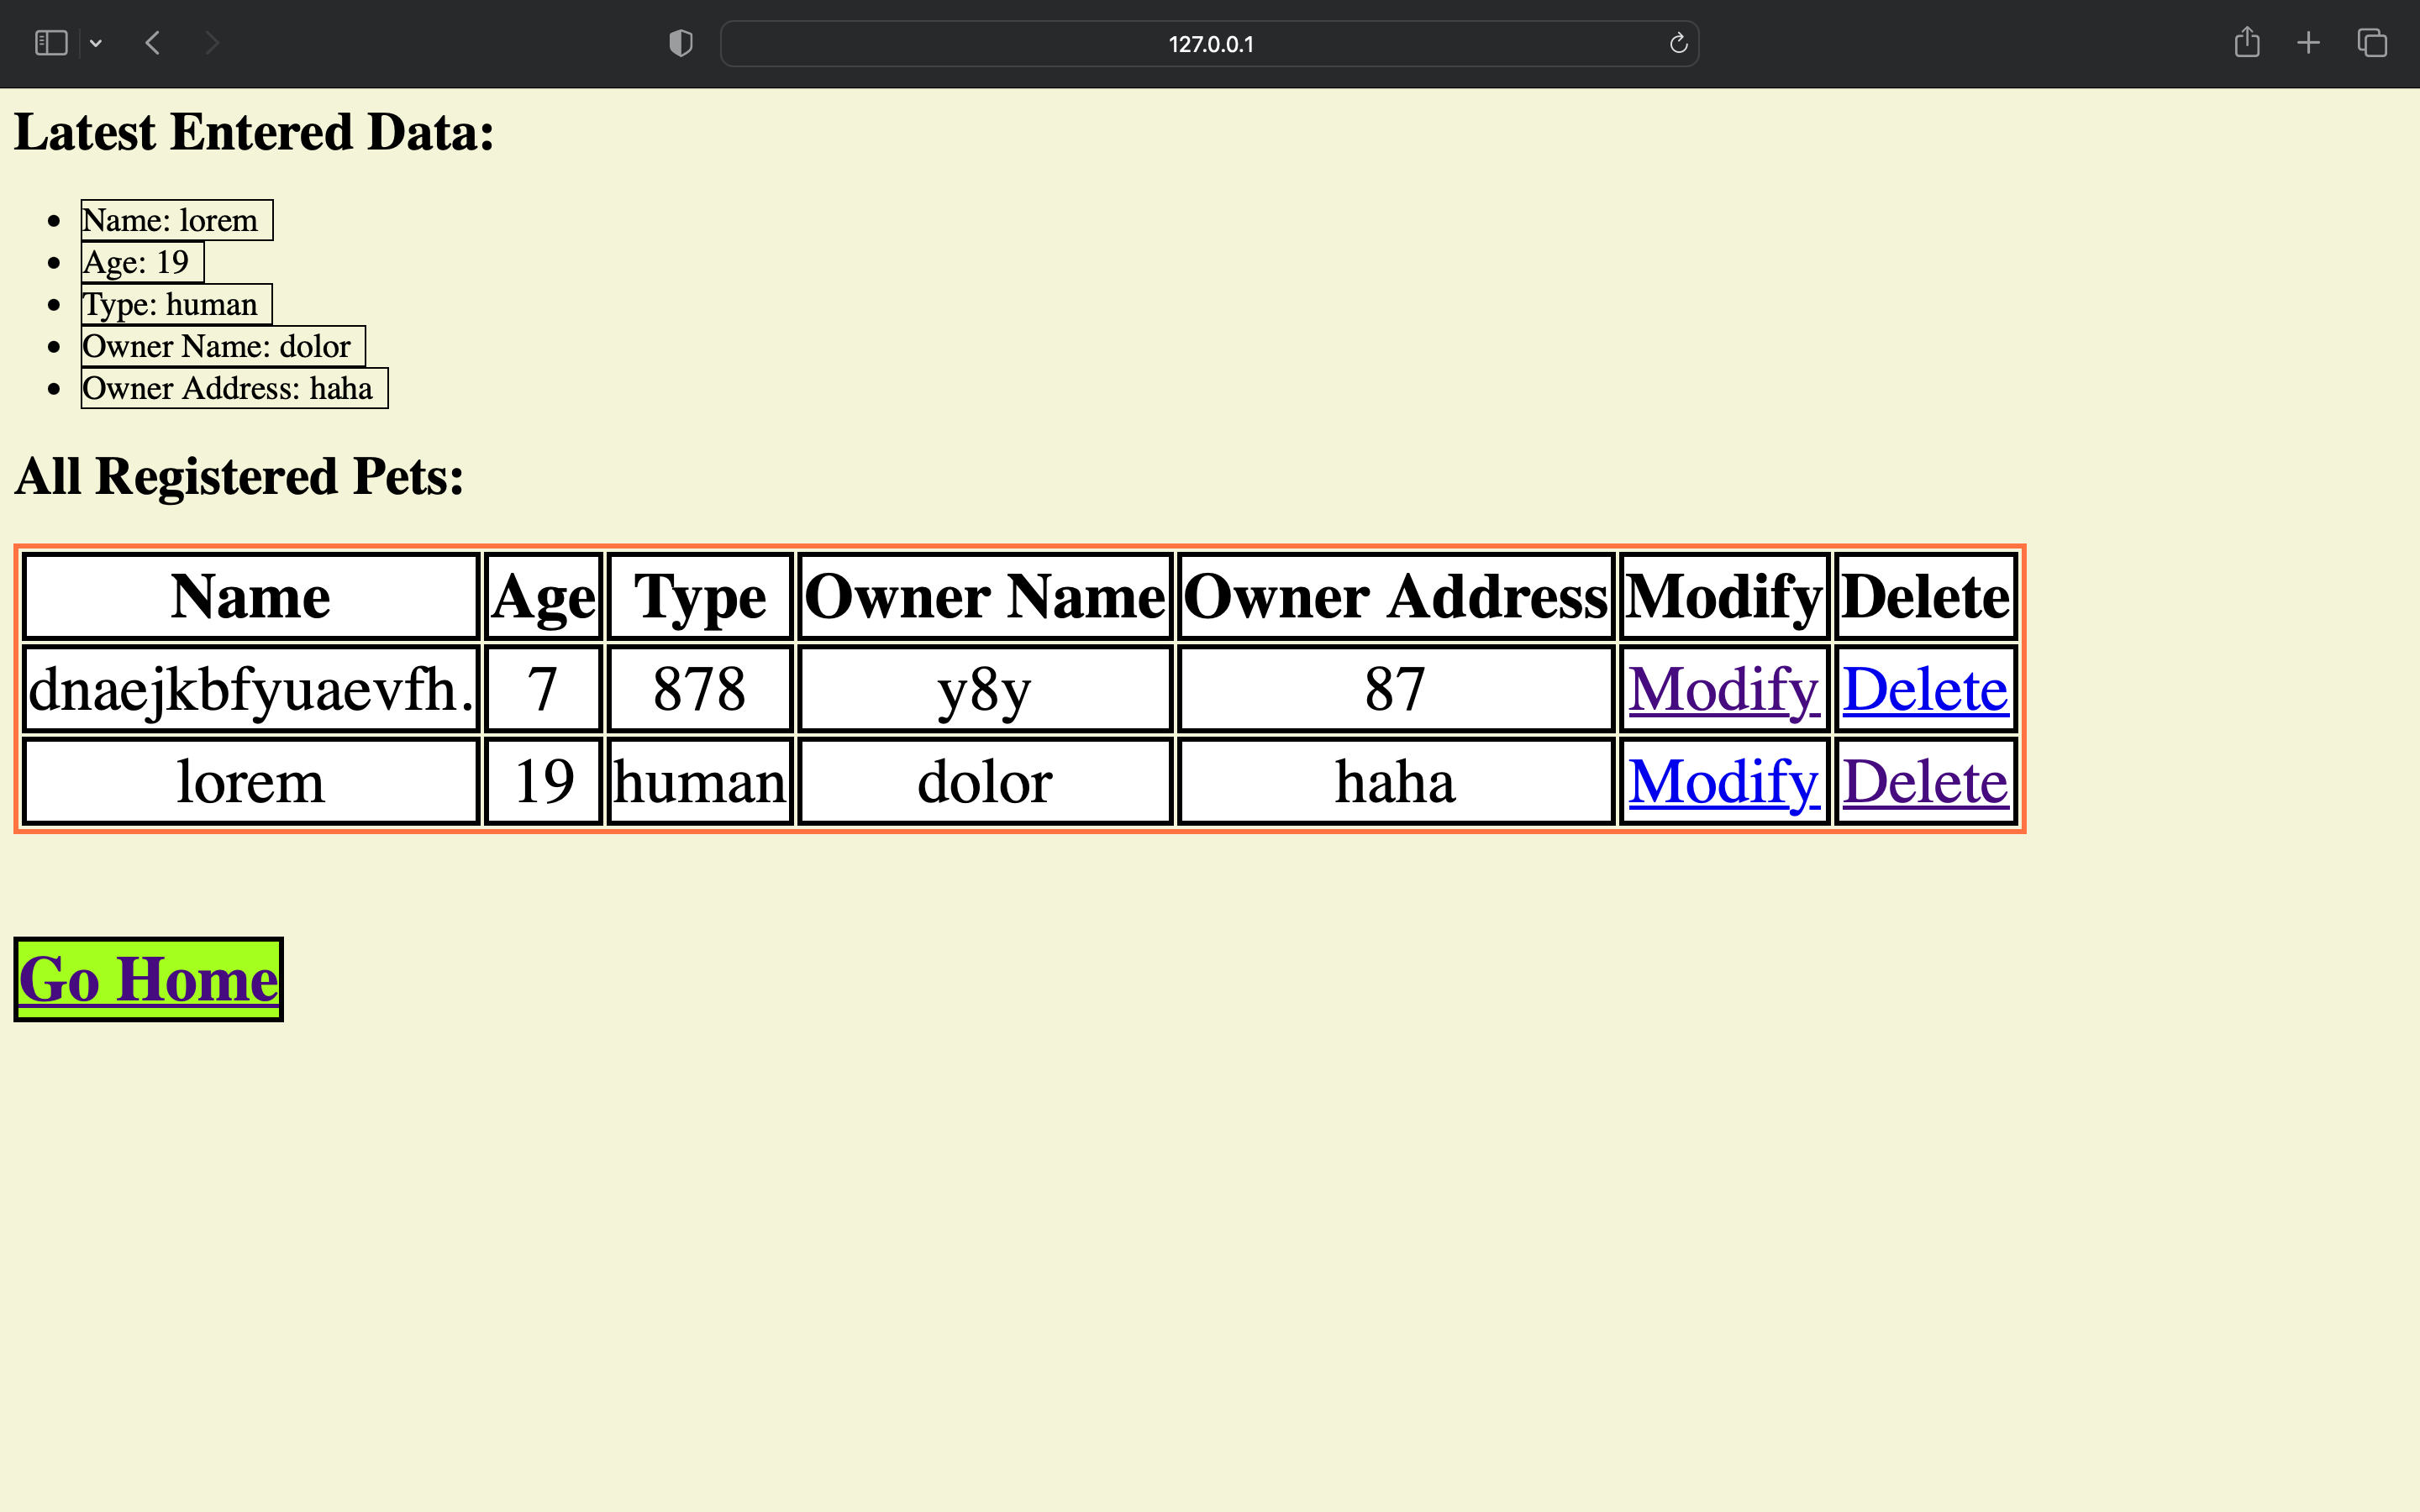 127.0.0.1
Latest Entered Data:
Name: lorem
Age: 19
Type: human
Owner Name: dolor
Owner Address: haha
All Registered Pets:
Name Age Type Owner Name Owner Address Modify Delete
dnaejkbfyuaevfh. 7 878 y8y 87 Modify Delete
lorem 19 human dolor haha Modify Delete
Go Home